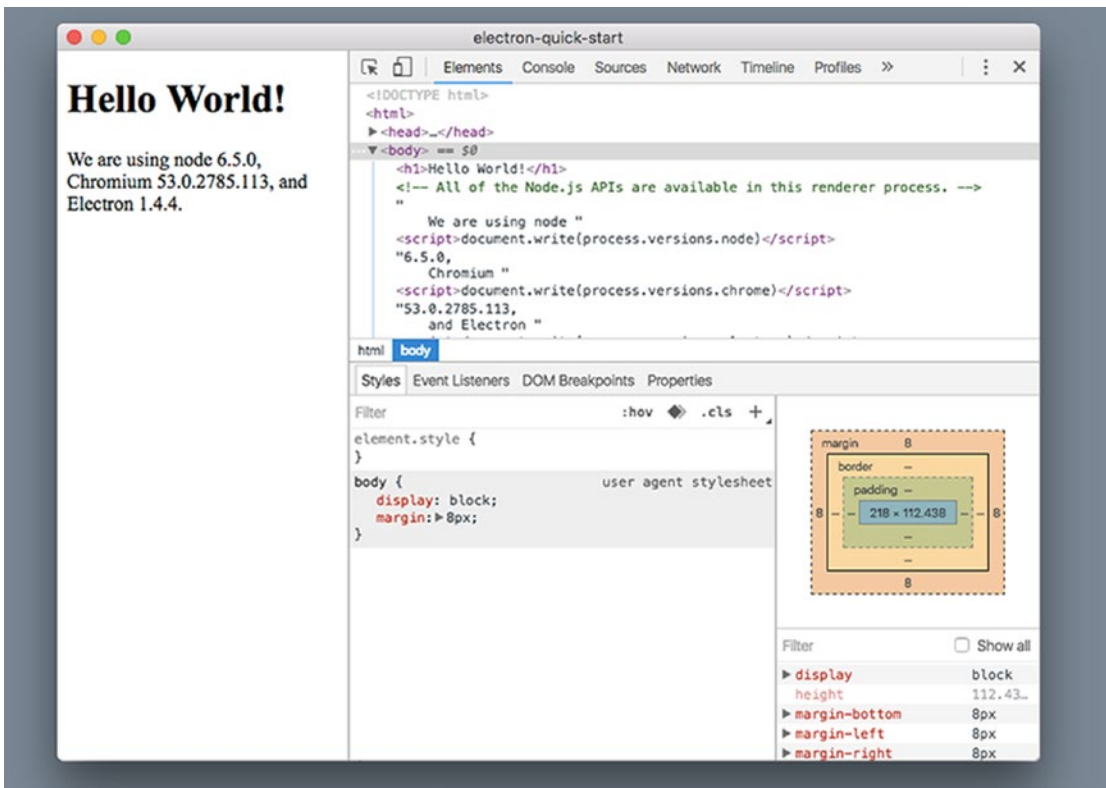 electron-quick-start
Hello World!
We are using node 6.5.0,
Chromium 53.0.2785.113, and
Electron 1.4.4.
Elements Console Sources Network Timeline Profiles »
<!DOCTYPE html>
<html>
<head>…</head>
<body> == $0
<h1>Hello World!</h1>
<!-- All of the Node.js APIs are available in this renderer process. -->
"
We are using node "
<script>document.write(process.versions.node)</script>
"6.5.0,
Chromium "
<script>document.write(process.versions.chrome)</script>
"53.0.2785.113,
and Electron "
html body
Styles Event Listeners DOM Breakpoints Properties
Filter :hov .cls +
element.style {
}
body { user agent stylesheet
display: block;
margin: 8px;
}
margin 8
border –
padding –
8 – – 218 × 112.438 – – 8
–
–
8
Filter Show all
display block
height 112.43…
margin-bottom 8px
margin-left 8px
margin-right 8px